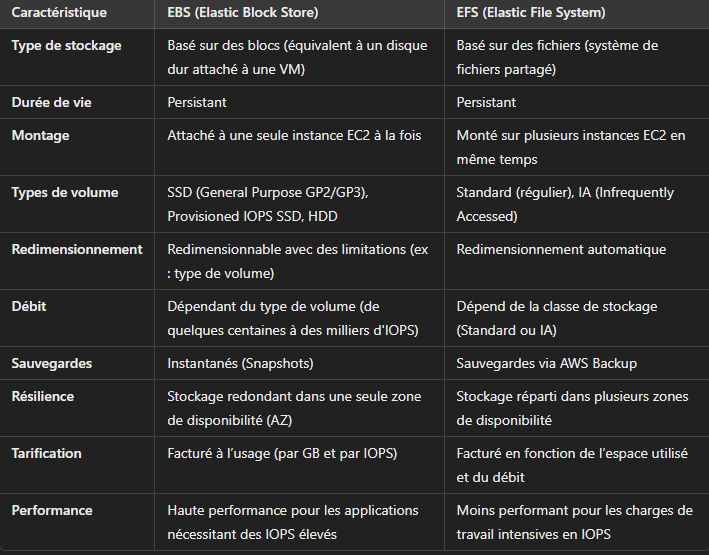 Caractéristique
EBS (Elastic Block Store)
EFS (Elastic File System)
Type de stockage
Basé sur des blocs (équivalent à un disque
dur attaché à une VM)
Basé sur des fichiers (système de
fichiers partagé)
Durée de vie
Persistant
Persistant
Montage
Attaché à une seule instance EC2 à la fois
Monté sur plusieurs instances EC2 en
même temps
Types de volume
SSD (General Purpose GP2/GP3),
Provisioned IOPS SSD, HDD
Standard (régulier), IA (Infrequently
Accessed)
Redimensionnement
Redimensionnable avec des limitations (ex
: type de volume)
Redimensionnement automatique
Débit
Dépendant du type de volume (de
quelques centaines à des milliers d'IOPS)
Dépend de la classe de stockage
(Standard ou IA)
Sauvegardes
Instantanés (Snapshots)
Sauvegardes via AWS Backup
Résilience
Stockage redondant dans une seule zone
de disponibilité (AZ)
Stockage réparti dans plusieurs zones
de disponibilité
Tarification
Facturé à l’usage (par GB et par IOPS)
Facturé en fonction de l’espace utilisé
et du débit
Performance
Haute performance pour les applications
nécessitant des IOPS élevés
Moins performant pour les charges de
travail intensives en IOPS